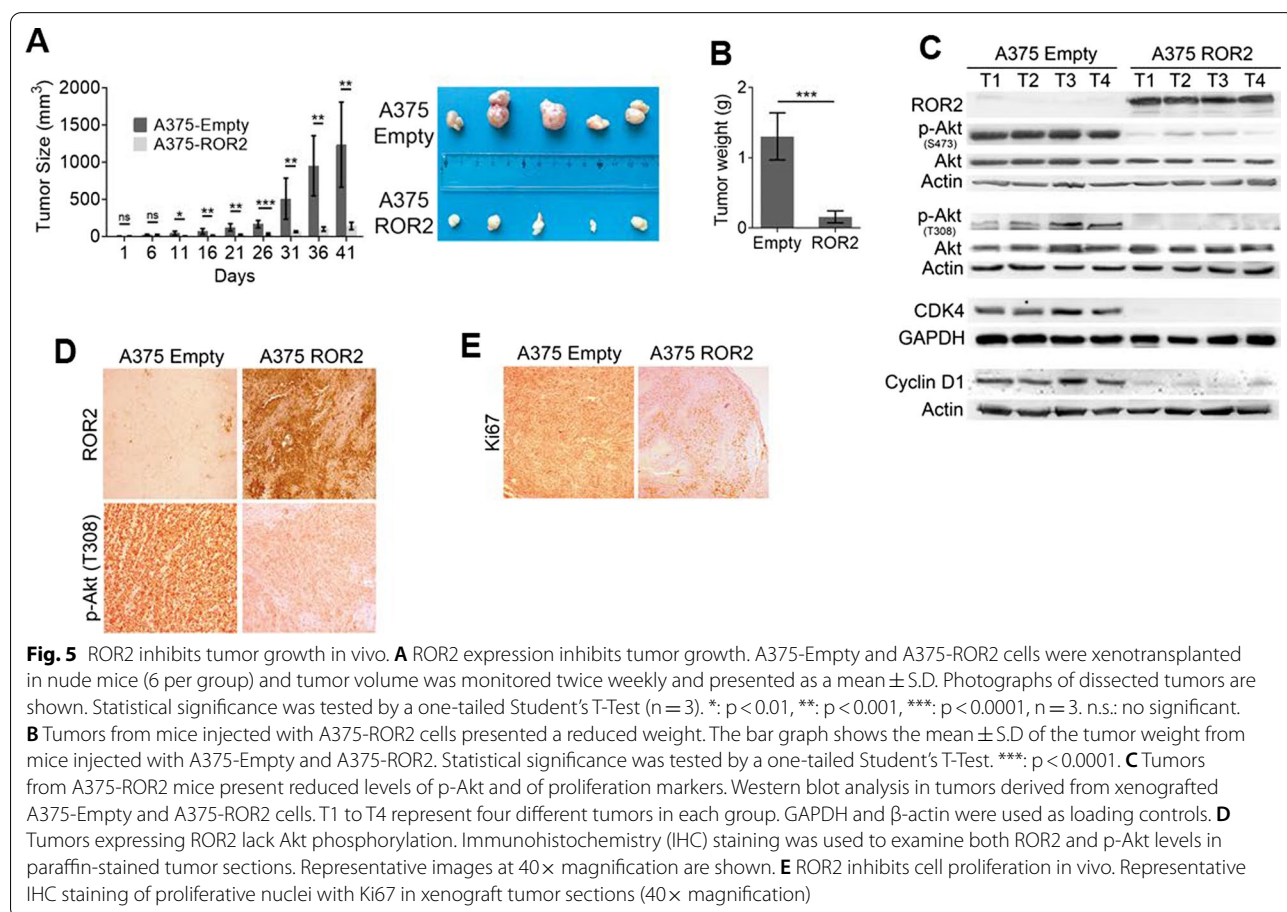 A
Tumor Size (mm³)
2000
1500
1000
500
0
A375-Empty
A375-ROR2
ns
ns
*
**
**
***
**
**
**
1 6 11 16 21 26 31 36 41
Days
A375
Empty
A375
ROR2
B
Tumor weight (g)
2
1
0
***
Empty ROR2
C
A375 Empty A375 ROR2
T1 T2 T3 T4 T1 T2 T3 T4
ROR2
p-Akt
(S473)
Akt
Actin
p-Akt
(T308)
Akt
Actin
CDK4
GAPDH
Cyclin D1
Actin
D
A375 Empty A375 ROR2
ROR2
p-Akt (T308)
E
A375 Empty A375 ROR2
Ki67
Fig. 5 ROR2 inhibits tumor growth in vivo. A ROR2 expression inhibits tumor growth. A375-Empty and A375-ROR2 cells were xenotransplanted
in nude mice (6 per group) and tumor volume was monitored twice weekly and presented as a mean ± S.D. Photographs of dissected tumors are
shown. Statistical significance was tested by a one-tailed Student's T-Test (n = 3). *: p < 0.01, **: p < 0.001, ***: p < 0.0001, n = 3. n.s.: no significant.
B Tumors from mice injected with A375-ROR2 cells presented a reduced weight. The bar graph shows the mean ± S.D of the tumor weight from
mice injected with A375-Empty and A375-ROR2. Statistical significance was tested by a one-tailed Student's T-Test. ***: p < 0.0001. C Tumors
from A375-ROR2 mice present reduced levels of p-Akt and of proliferation markers. Western blot analysis in tumors derived from xenografted
A375-Empty and A375-ROR2 cells. T1 to T4 represent four different tumors in each group. GAPDH and β-actin were used as loading controls. D
Tumors expressing ROR2 lack Akt phosphorylation. Immunohistochemistry (IHC) staining was used to examine both ROR2 and p-Akt levels in
paraffin-stained tumor sections. Representative images at 40× magnification are shown. E ROR2 inhibits cell proliferation in vivo. Representative
IHC staining of proliferative nuclei with Ki67 in xenograft tumor sections (40× magnification)